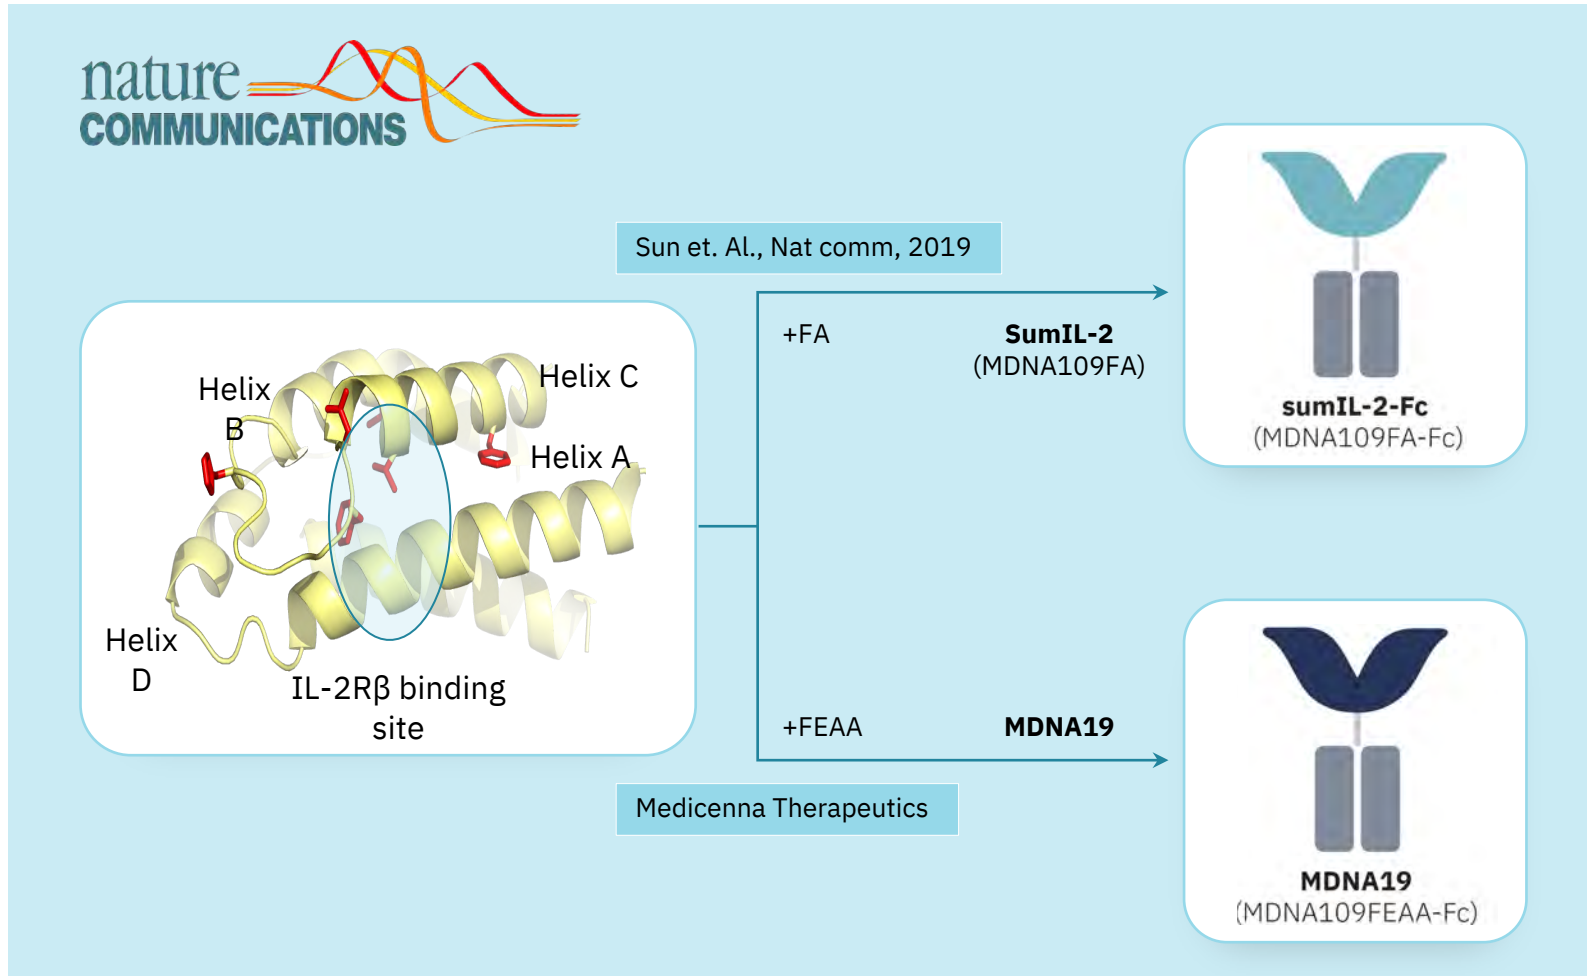 nature
COMMUNICATIONS
Sun et. Al., Nat comm, 2019
+FA
SumIL-2
(MDNA109FA)
sumIL-2-Fc
(MDNA109FA-Fc)
Helix
B
Helix C
Helix A
Helix
D
IL-2Rβ binding
site
+FEAA
MDNA19
Medicenna Therapeutics
MDNA19
(MDNA109FEAA-Fc)